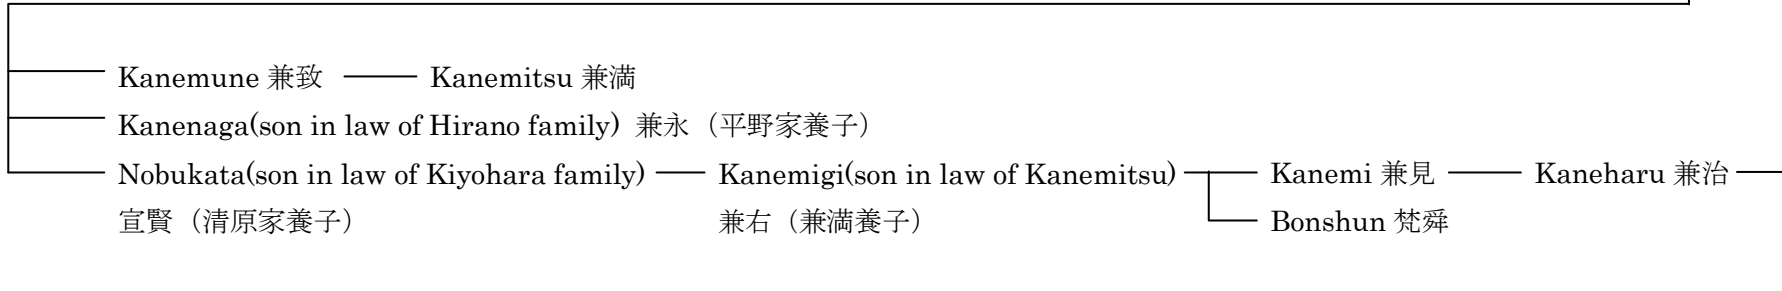 Kanemune 兼致 Kanemitsu 兼満
Kanenaga(son in law of Hirano family) 兼永（平野家養子）
Nobukata(son in law of Kiyohara family) Kanemigi(son in law of Kanemitsu) Kanemi 兼見 Kaneharu 兼治
宣賢（清原家養子） 兼右（兼満養子） Bonshun 梵舜